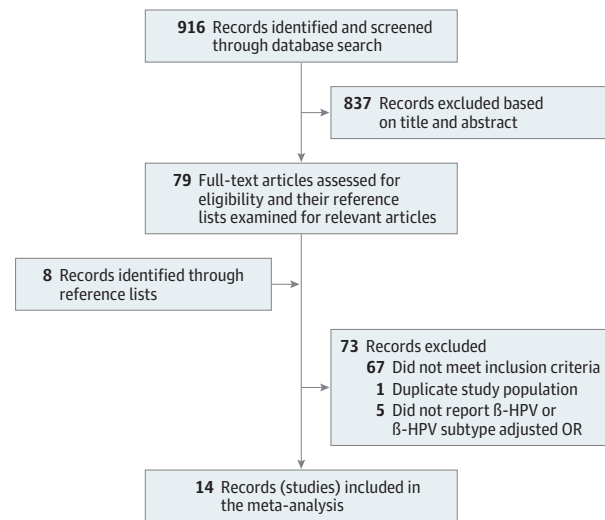 916 Records identified and screened
through database search
837 Records excluded based
on title and abstract
79 Full-text articles assessed for
eligibility and their reference
lists examined for relevant articles
8 Records identified through
reference lists
73 Records excluded
67 Did not meet inclusion criteria
1 Duplicate study population
5 Did not report ß-HPV or
ß-HPV subtype adjusted OR
14 Records (studies) included in
the meta-analysis